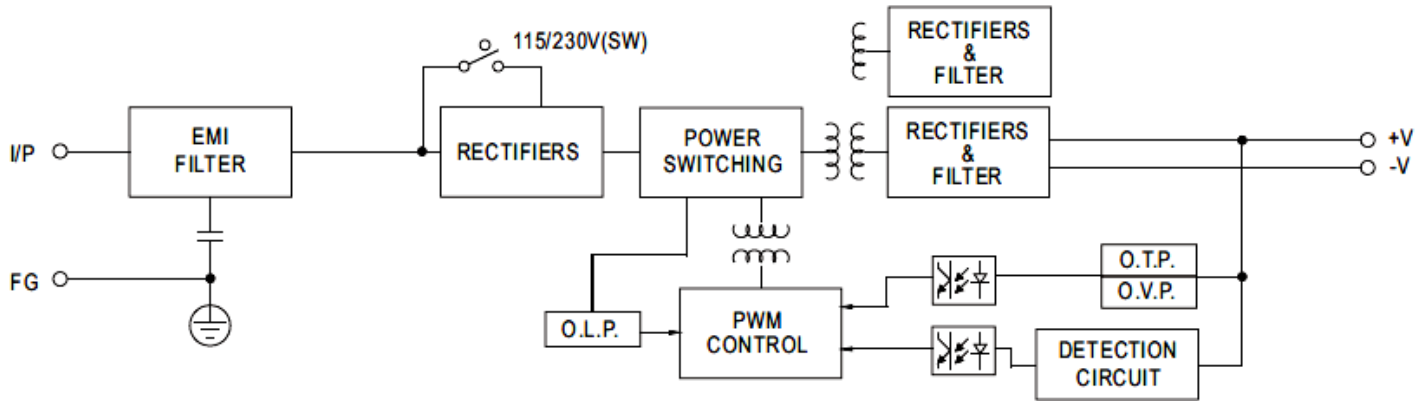 115/230V(SW)
RECTIFIERS
&
FILTER
I/P
EMI
FILTER
RECTIFIERS
POWER
SWITCHING
RECTIFIERS
&
FILTER
+V
-V
FG
O.L.P.
PWM
CONTROL
O.T.P.
O.V.P.
DETECTION
CIRCUIT